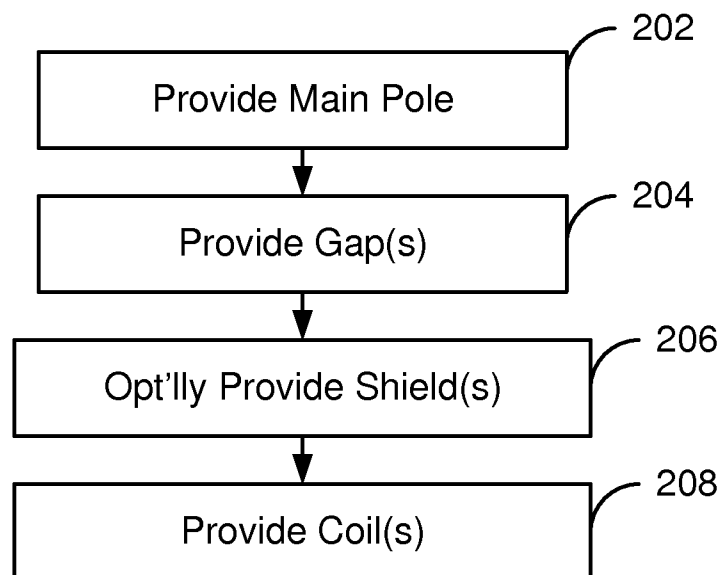 202
Provide Main Pole
204
Provide Gap(s)
206
Opt'lly Provide Shield(s)
208
Provide Coil(s)